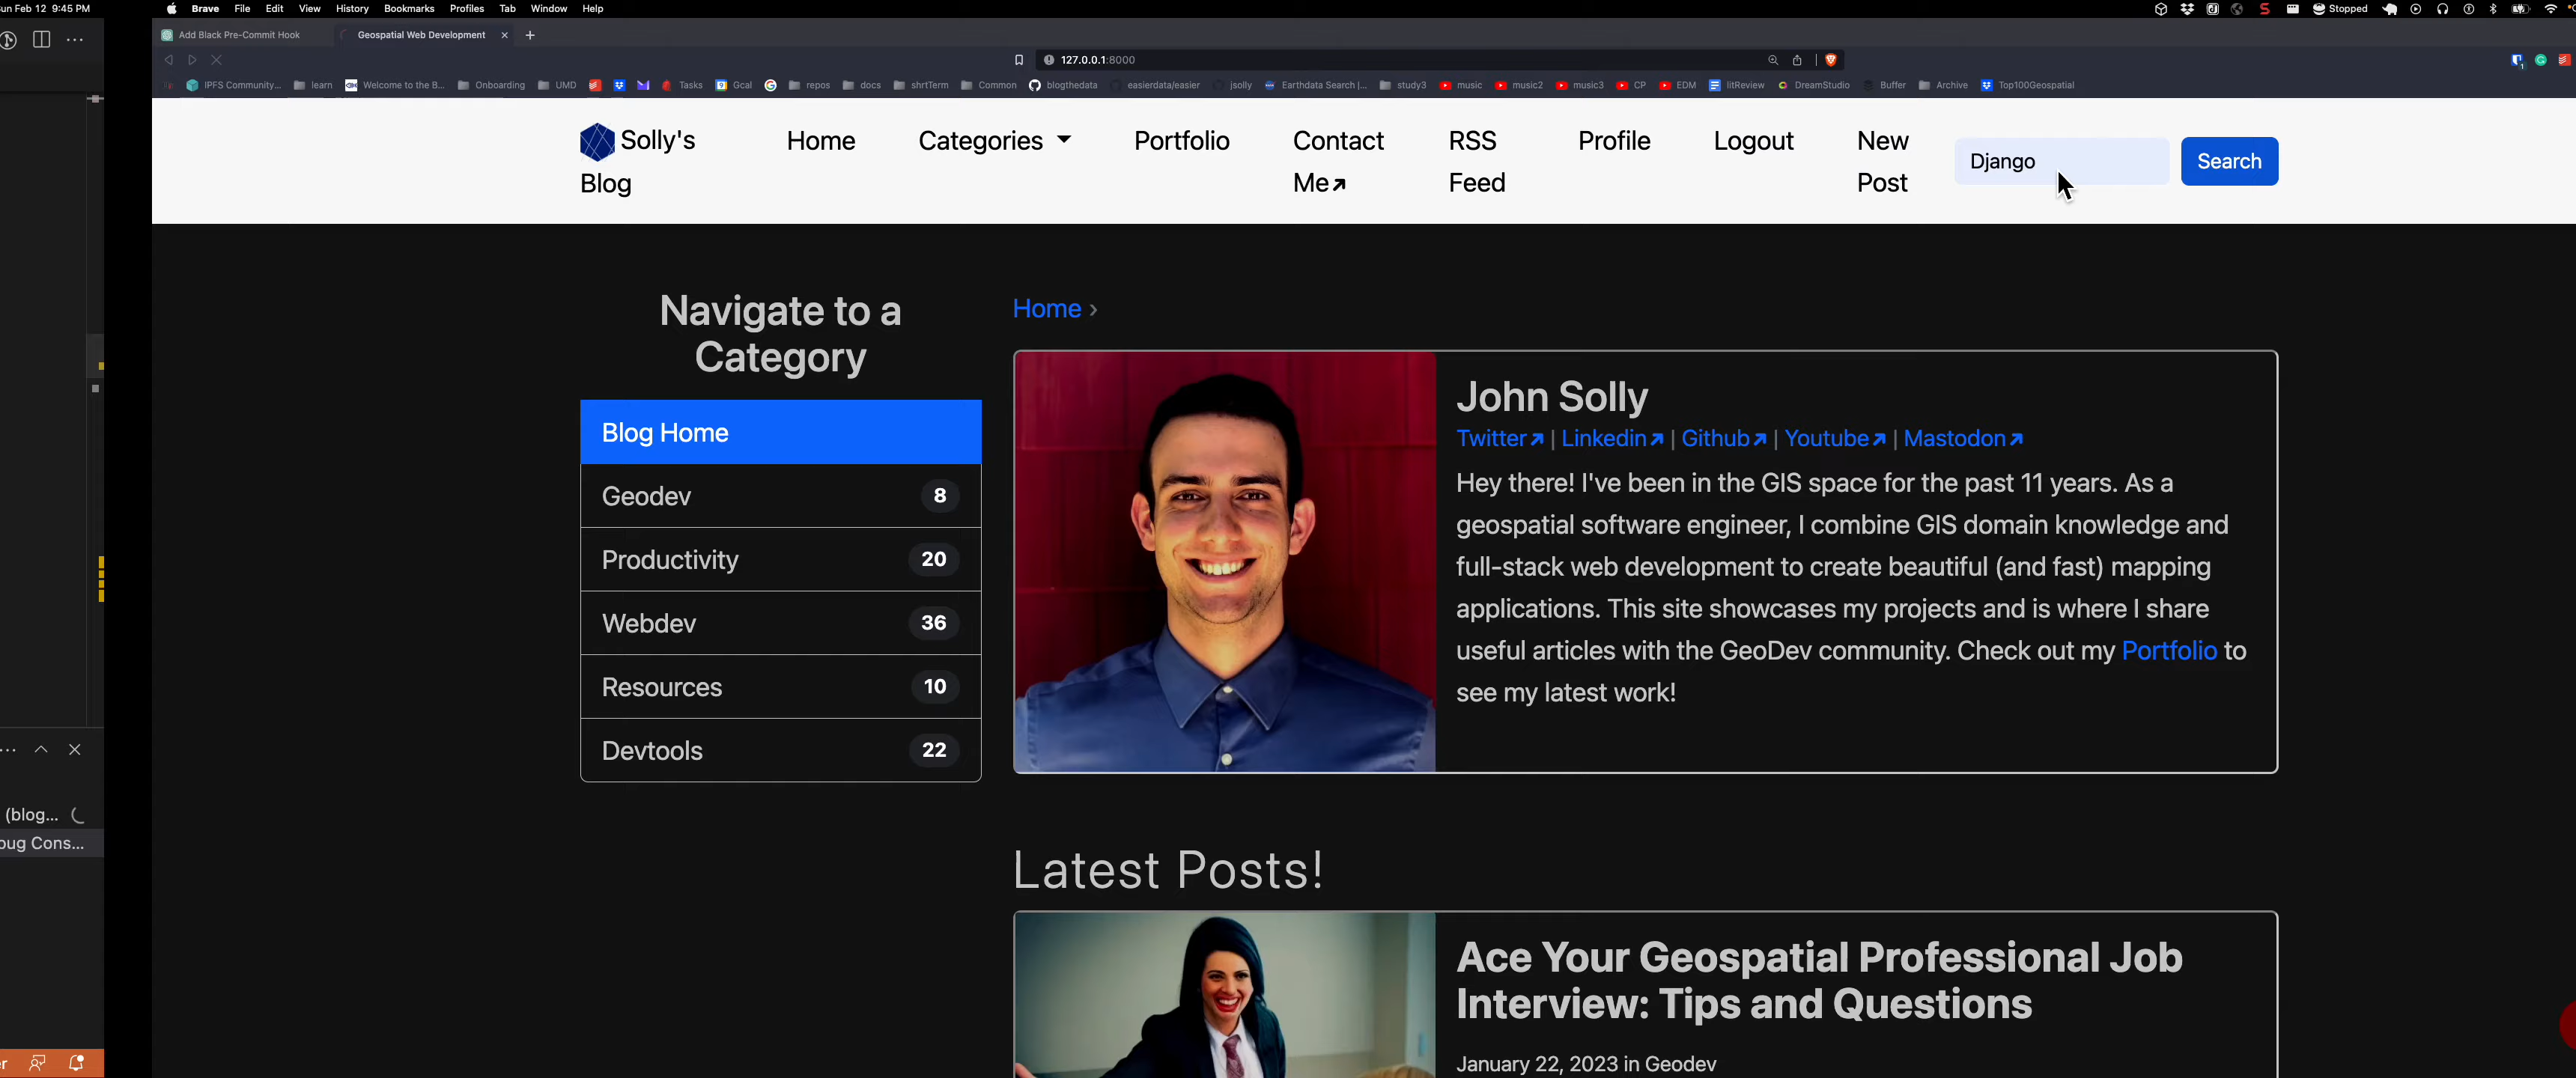 Sun Feb 12 9:45 PM
Brave File Edit View History Bookmarks Profiles Tab Window Help
Stopped
Add Black Pre-Commit Hook
Geospatial Web Development
127.0.0.1:8000
IPFS Community... learn Welcome to the B... Onboarding UMD Tasks Gcal repos docs shrtTerm Common blogthedata easierdata/easier jsolly Earthdata Search |... study3 music music2 music3 CP EDM litReview DreamStudio Buffer Archive Top100Geospatial
Solly's Blog
Home
Categories
Portfolio
Contact Me
RSS Feed
Profile
Logout
New Post
Django
Search
Navigate to a
Category
Blog Home
Geodev 8
Productivity 20
Webdev 36
Resources 10
Devtools 22
Home ›
John Solly
Twitter | Linkedin | Github | Youtube | Mastodon
Hey there! I've been in the GIS space for the past 11 years. As a
geospatial software engineer, I combine GIS domain knowledge and
full-stack web development to create beautiful (and fast) mapping
applications. This site showcases my projects and is where I share
useful articles with the GeoDev community. Check out my Portfolio to
see my latest work!
Latest Posts!
Ace Your Geospatial Professional Job
Interview: Tips and Questions
January 22, 2023 in Geodev
(blog...
bug Cons...